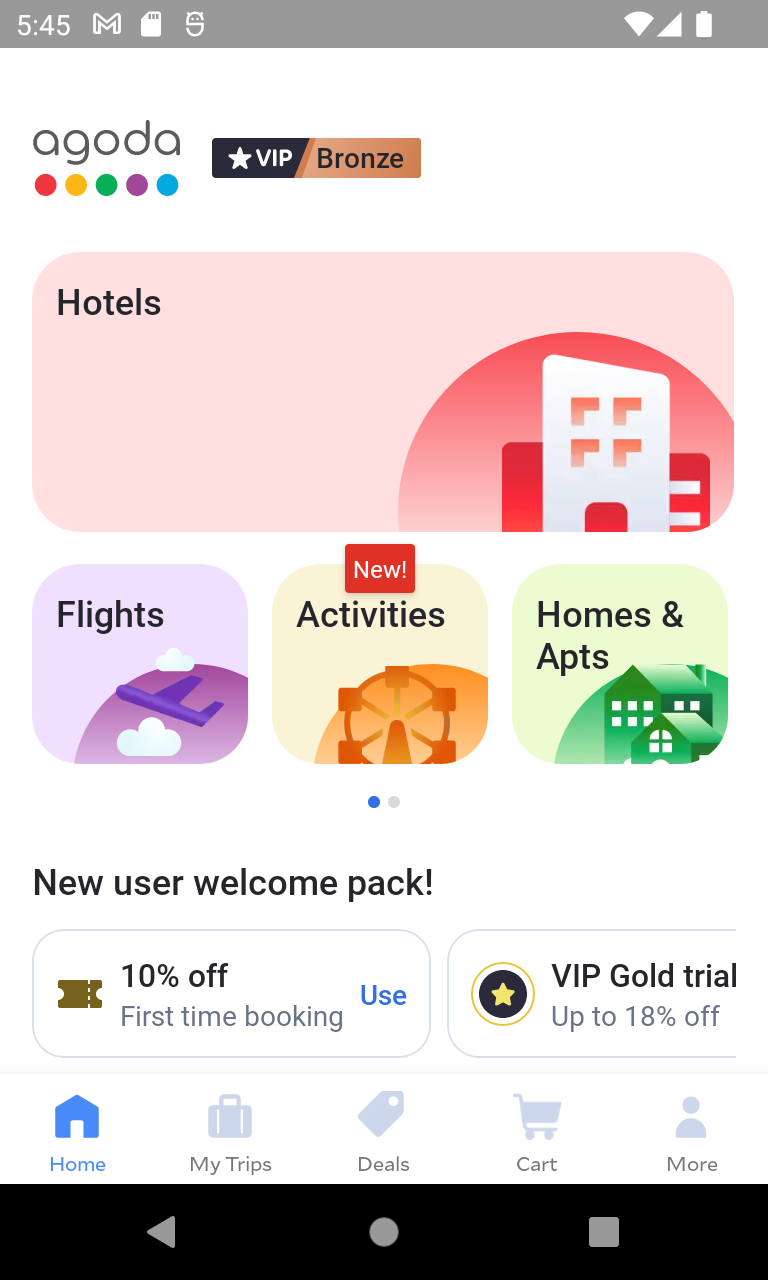 5:45
agoda
VIP Bronze
Hotels
New!
Flights
Activities
Homes &
Apts
New user welcome pack!
10% off
First time booking
Use
VIP Gold trial
Up to 18% off
Home
My Trips
Deals
Cart
More